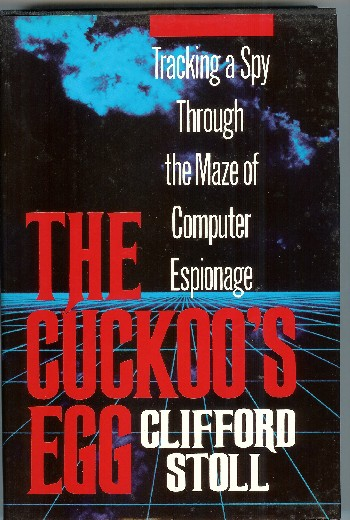 Tracking a Spy
Through
the Maze of
Computer
Espionage
THE
CUCKOO'S
EGG
CLIFFORD
STOLL